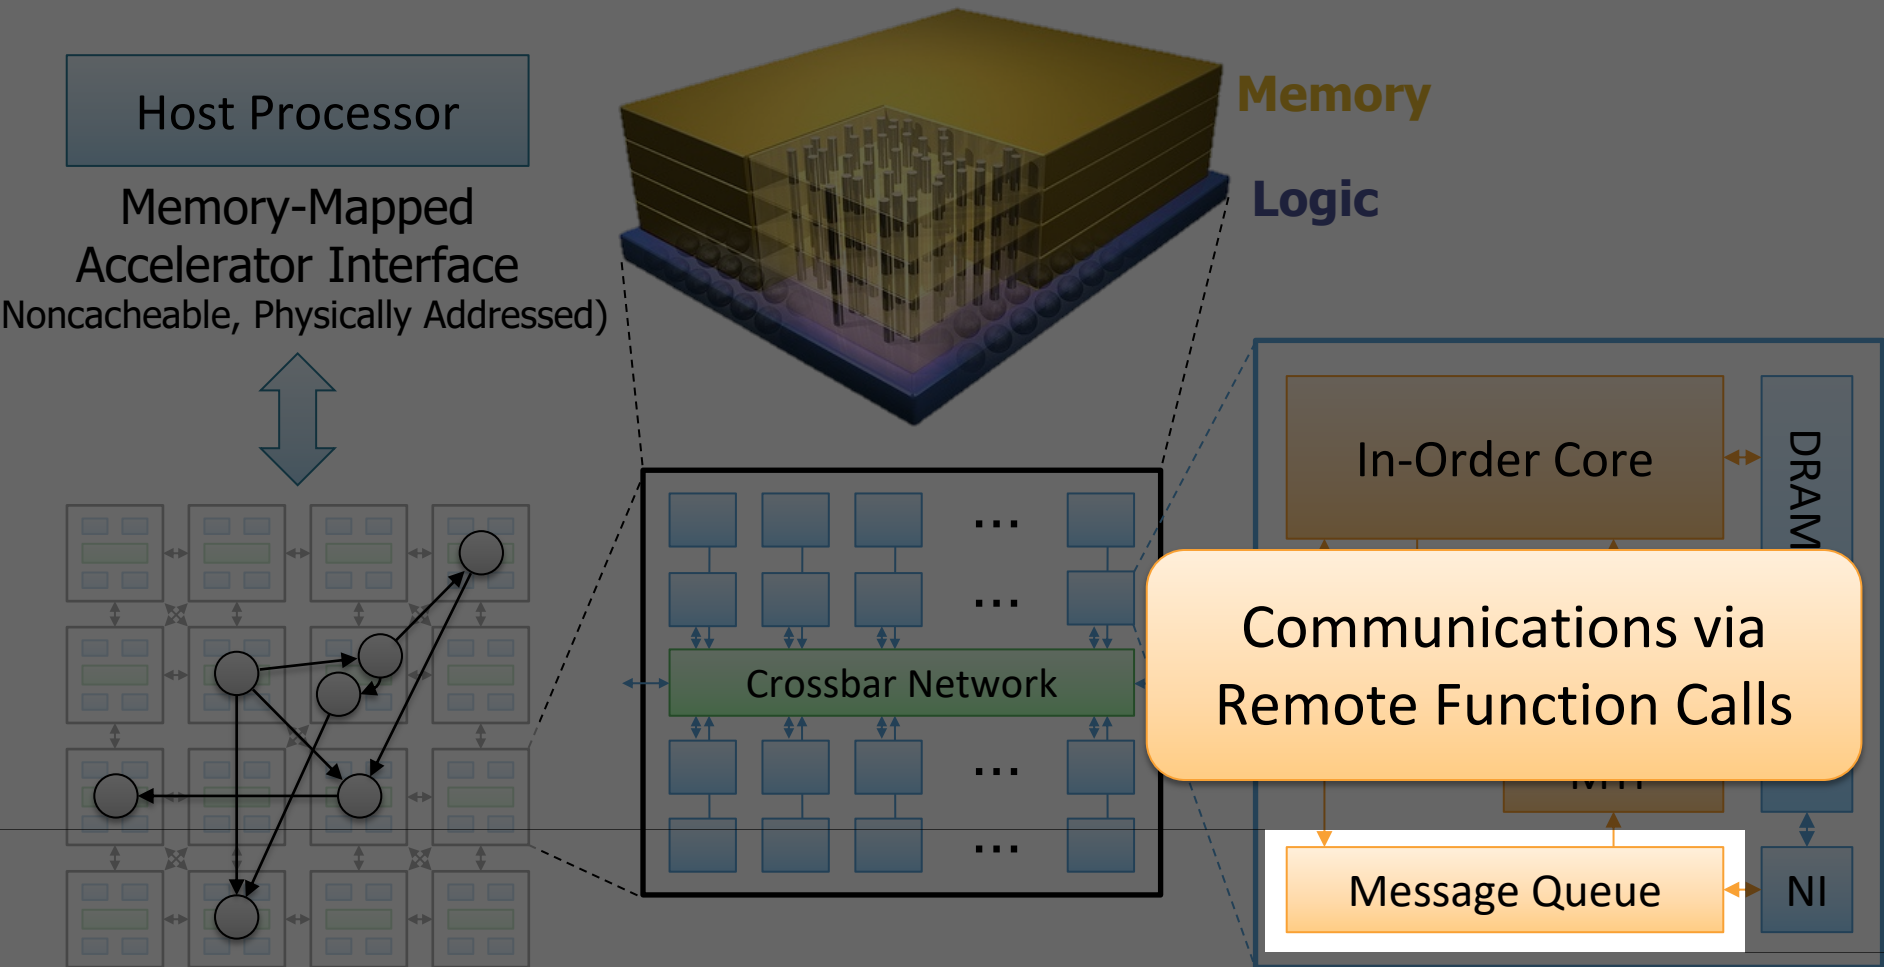 Host Processor
Memory-Mapped
Accelerator Interface
Noncacheable, Physically Addressed)
Memory
Logic
...
...
Crossbar Network
...
...
In-Order Core
DRAM
Communications via
Remote Function Calls
Message Queue
NI